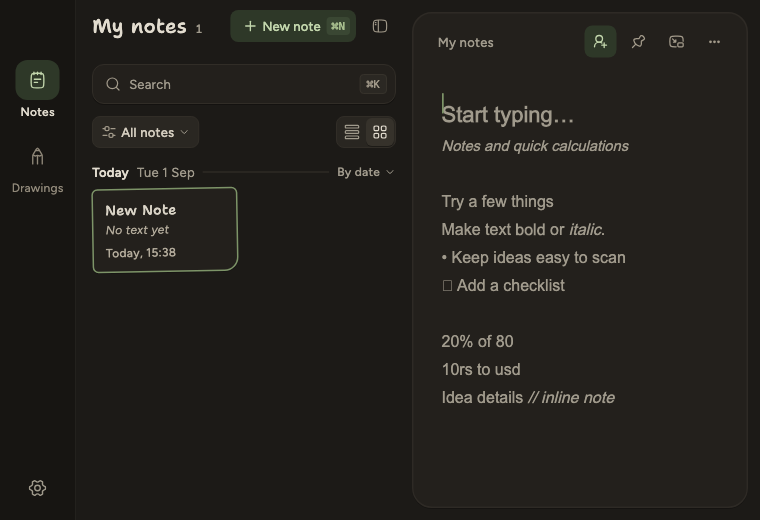 My notes 1
+ New note ⌘N
Notes
Drawings
Search ⌘K
All notes
Today Tue 1 Sep By date
New Note
No text yet
Today, 15:38
My notes
Start typing...
Notes and quick calculations
Try a few things
Make text bold or italic.
• Keep ideas easy to scan
☐ Add a checklist
20% of 80
10rs to usd
Idea details // inline note